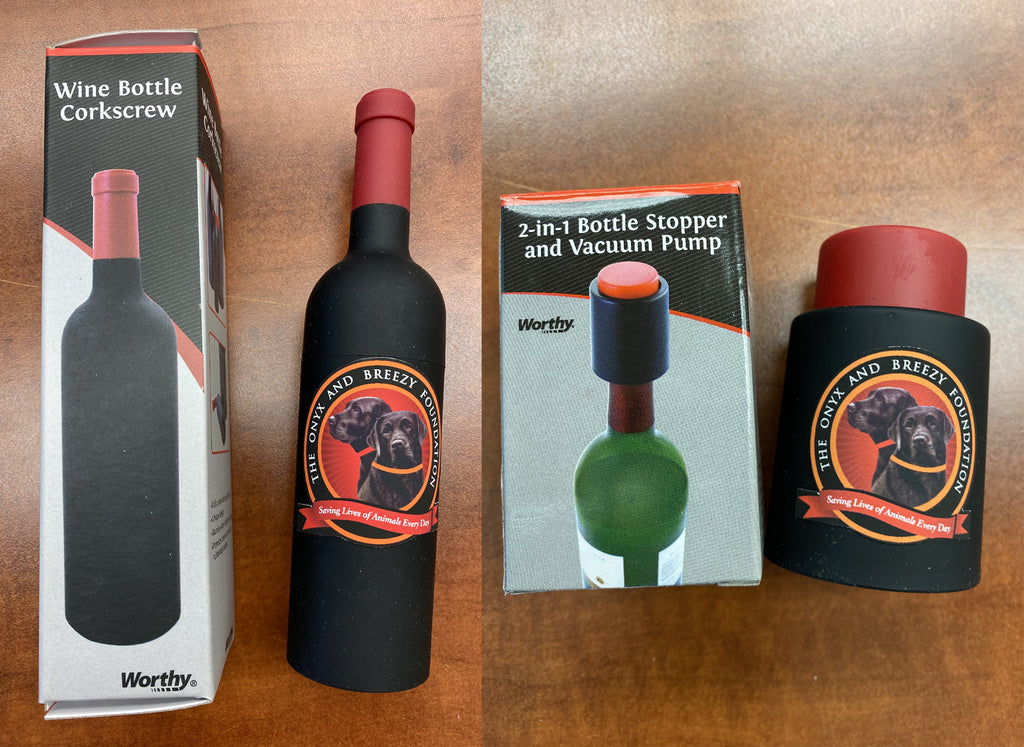 Wine Bottle
Corkscrew
Worthy®
THE ONYX AND BREEZY FOUNDATION
Saving Lives of Animals Every Day
2-in-1 Bottle Stopper
and Vacuum Pump
Worthy.
THE ONYX AND BREEZY FOUNDATION
Saving Lives of Animals Every Day